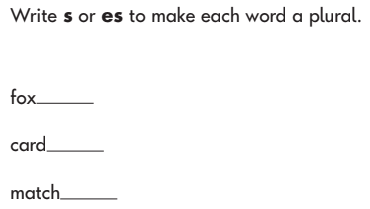 Write s or es to make each word a plural.
fox______
card______
match______